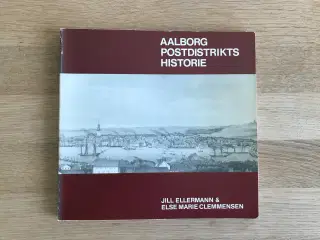 AALBORG
POSTDISTRIKTS
HISTORIE
JILL ELLERMANN &
ELSE MARIE CLEMMENSEN